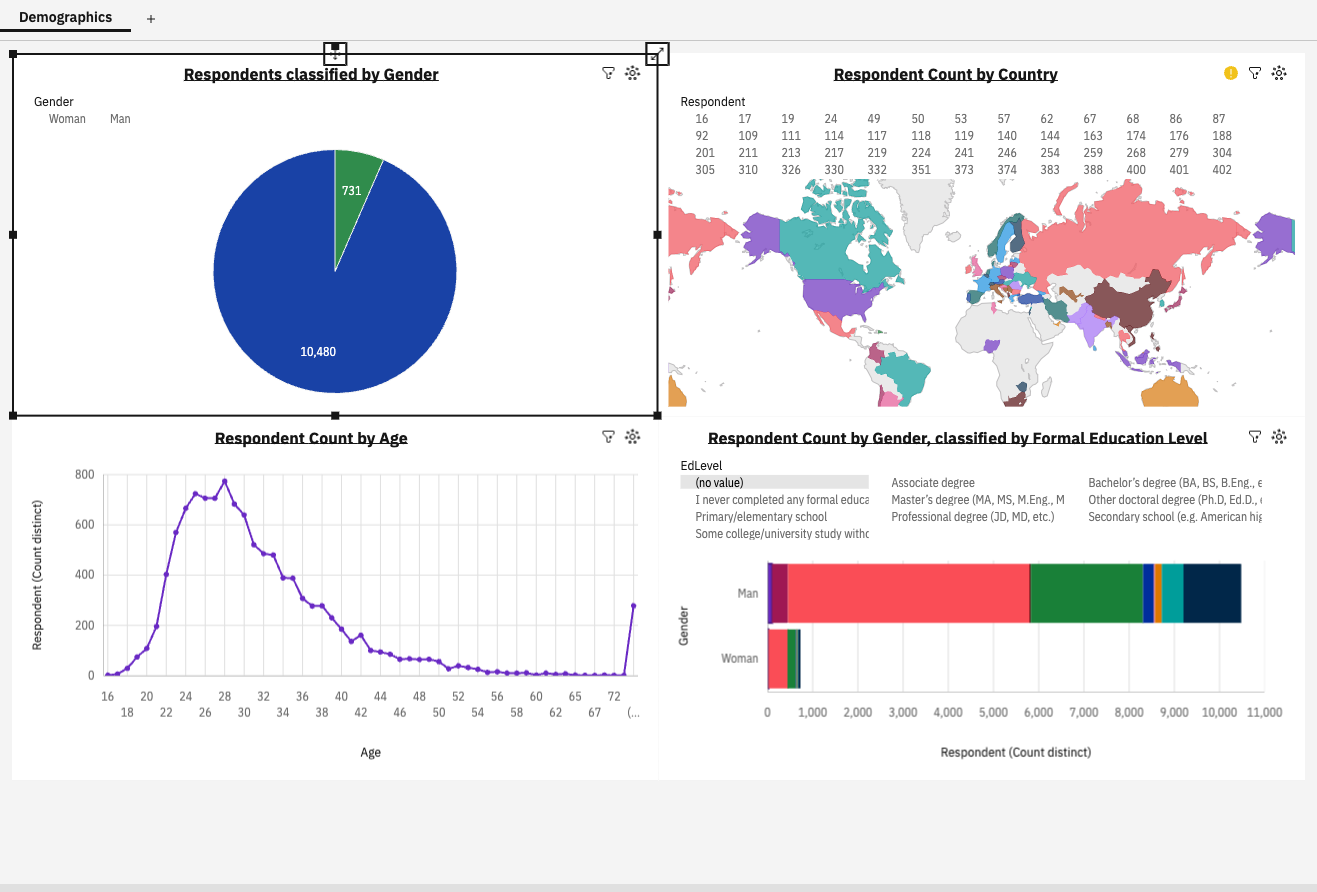 Demographics +
Respondents classified by Gender
Gender
Woman Man
731
10,480
Respondent Count by Country
Respondent
16 17 19 24 49 50 53 57 62 67 68 86 87
92 109 111 114 117 118 119 140 144 163 174 176 188
201 211 213 217 219 224 241 246 254 259 268 279 304
305 310 326 330 332 351 373 374 383 388 400 401 402
Respondent Count by Age
Respondent (Count distinct)
800
600
400
200
0
16 20 24 28 32 36 40 44 48 52 56 60 65 72
18 22 26 30 34 38 42 46 50 54 58 62 67 (...
Age
Respondent Count by Gender, classified by Formal Education Level
EdLevel
(no value) Associate degree Bachelor's degree (BA, BS, B.Eng., e
I never completed any formal educa Master's degree (MA, MS, M.Eng., M Other doctoral degree (Ph.D, Ed.D., e
Primary/elementary school Professional degree (JD, MD, etc.) Secondary school (e.g. American hig
Some college/university study witho
Gender
Man
Woman
0 1,000 2,000 3,000 4,000 5,000 6,000 7,000 8,000 9,000 10,000 11,000
Respondent (Count distinct)